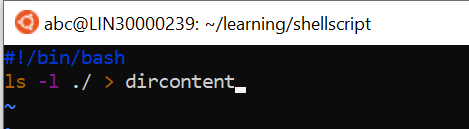 abc@LIN30000239: ~/learning/shellscript
#!/bin/bash
ls -l ./ > dircontent
~